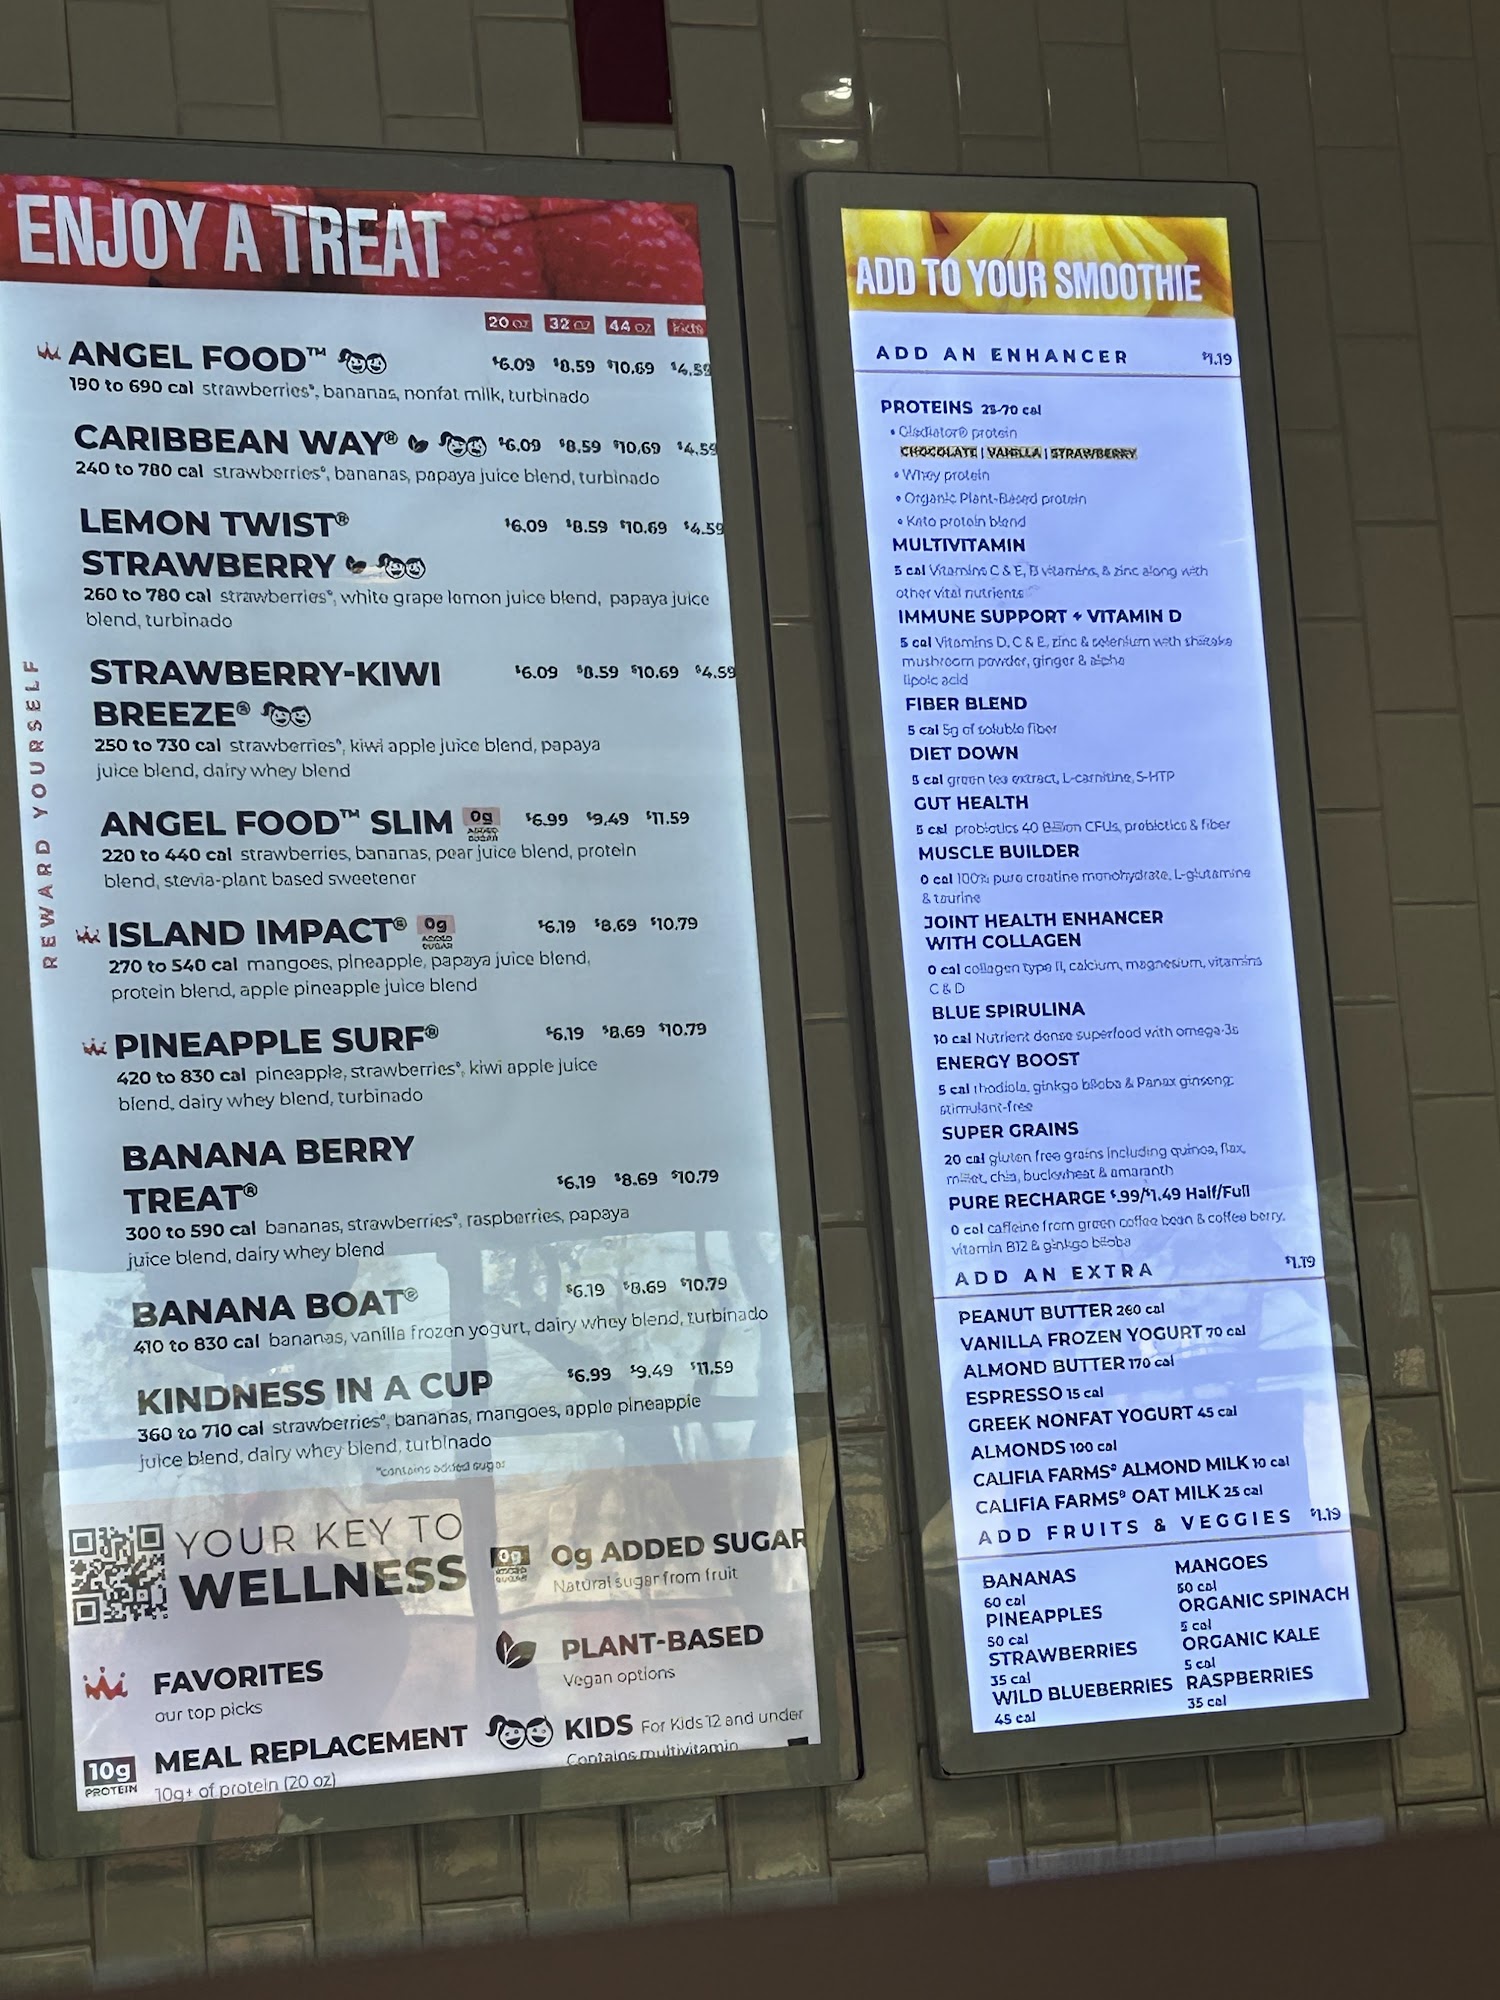 ENJOY A TREAT
20 oz 32 oz 44 oz Kids
ANGEL FOOD™ $6.09 $8.59 $10.69 $4.59
190 to 690 cal strawberries*, bananas, nonfat milk, turbinado
CARIBBEAN WAY® $6.09 $8.59 $10.69 $4.59
240 to 780 cal strawberries*, bananas, papaya juice blend, turbinado
LEMON TWIST® $6.09 $8.59 $10.69 $4.59
STRAWBERRY
260 to 780 cal strawberries*, white grape lemon juice blend, papaya juice
blend, turbinado
STRAWBERRY-KIWI $6.09 $8.59 $10.69 $4.59
BREEZE®
250 to 730 cal strawberries*, kiwi apple juice blend, papaya
juice blend, dairy whey blend
ANGEL FOOD™ SLIM 0g ADDED SUGAR $6.99 $9.49 $11.59
220 to 440 cal strawberries, bananas, pear juice blend, protein
blend, stevia-plant based sweetener
ISLAND IMPACT® 0g ADDED SUGAR $6.19 $8.69 $10.79
270 to 540 cal mangoes, pineapple, papaya juice blend,
protein blend, apple pineapple juice blend
PINEAPPLE SURF® $6.19 $8.69 $10.79
420 to 830 cal pineapple, strawberries*, kiwi apple juice
blend, dairy whey blend, turbinado
BANANA BERRY
TREAT® $6.19 $8.69 $10.79
300 to 590 cal bananas, strawberries*, raspberries, papaya
juice blend, dairy whey blend
BANANA BOAT® $6.19 $8.69 $10.79
410 to 830 cal bananas, vanilla frozen yogurt, dairy whey blend, turbinado
KINDNESS IN A CUP $6.99 $9.49 $11.59
360 to 710 cal strawberries*, bananas, mangoes, apple pineapple
juice blend, dairy whey blend, turbinado
*contains added sugar
REWARD YOURSELF
YOUR KEY TO
WELLNESS
FAVORITES
our top picks
10g PROTEIN
MEAL REPLACEMENT
10g+ of protein (20 oz)
0g ADDED SUGAR
0g ADDED SUGAR
Natural sugar from fruit
PLANT-BASED
Vegan options
KIDS For Kids 12 and under
Contains multivitamin
ADD TO YOUR SMOOTHIE
ADD AN ENHANCER $1.19
PROTEINS 25-70 cal
• Gladiator® protein
CHOCOLATE | VANILLA | STRAWBERRY
• Whey protein
• Organic Plant-Based protein
• Keto protein blend
MULTIVITAMIN
5 cal Vitamins C & E, B vitamins, & zinc along with
other vital nutrients
IMMUNE SUPPORT + VITAMIN D
5 cal Vitamins D, C & E, zinc & selenium with shiitake
mushroom powder, ginger & alpha
lipoic acid
FIBER BLEND
5 cal 5g of soluble fiber
DIET DOWN
5 cal green tea extract, L-carnitine, 5-HTP
GUT HEALTH
5 cal probiotics 40 Billion CFUs, prebiotics & fiber
MUSCLE BUILDER
0 cal 100% pure creatine monohydrate, L-glutamine
& taurine
JOINT HEALTH ENHANCER
WITH COLLAGEN
0 cal collagen type II, calcium, magnesium, vitamins
C & D
BLUE SPIRULINA
10 cal Nutrient dense superfood with omega-3s
ENERGY BOOST
5 cal rhodiola, ginkgo biloba & Panax ginseng;
stimulant-free
SUPER GRAINS
20 cal gluten free grains including quinoa, flax,
millet, chia, buckwheat & amaranth
PURE RECHARGE $.99/$1.49 Half/Full
0 cal caffeine from green coffee bean & coffee berry,
vitamin B12 & ginkgo biloba
ADD AN EXTRA $1.19
PEANUT BUTTER 260 cal
VANILLA FROZEN YOGURT 70 cal
ALMOND BUTTER 170 cal
ESPRESSO 15 cal
GREEK NONFAT YOGURT 45 cal
ALMONDS 100 cal
CALIFIA FARMS® ALMOND MILK 10 cal
CALIFIA FARMS® OAT MILK 25 cal
ADD FRUITS & VEGGIES $1.19
BANANAS
60 cal
PINEAPPLES
50 cal
STRAWBERRIES
35 cal
WILD BLUEBERRIES
45 cal
MANGOES
50 cal
ORGANIC SPINACH
5 cal
ORGANIC KALE
5 cal
RASPBERRIES
35 cal